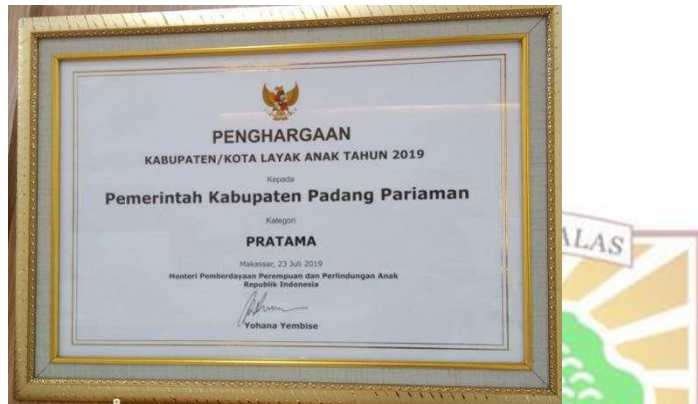 PENGHARGAAN
KABUPATEN/KOTA LAYAK ANAK TAHUN 2019
Kepada
Pemerintah Kabupaten Padang Pariaman
Kategori
PRATAMA
Makassar, 23 Juli 2019
Menteri Pemberdayaan Perempuan dan Perlindungan Anak
Republik Indonesia
Yohana Yembise
ALAS